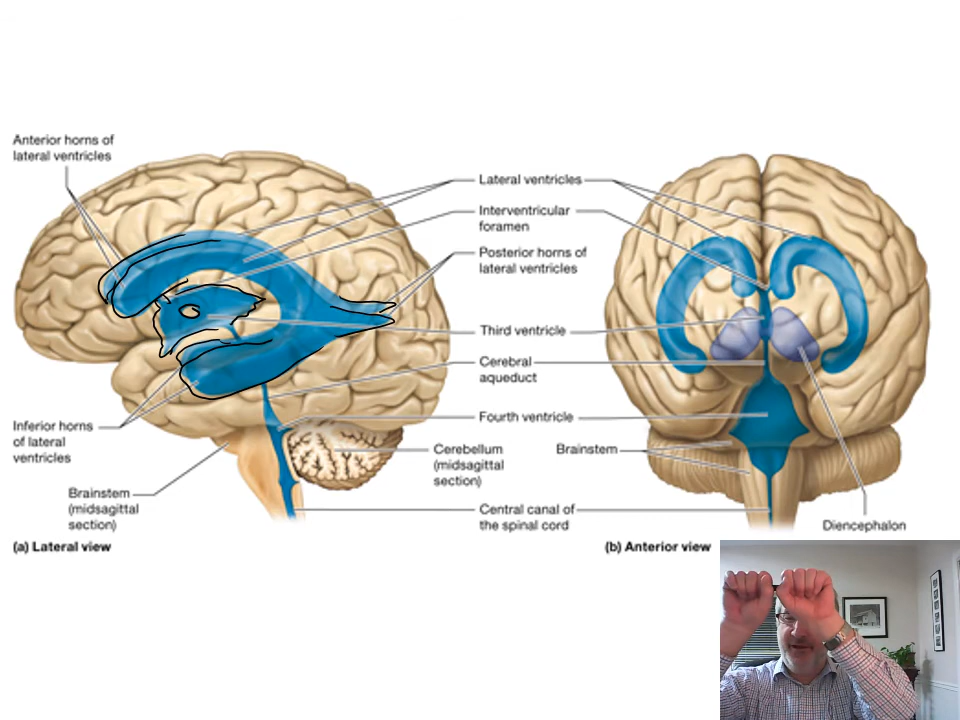 Anterior horns of
lateral ventricles
Lateral ventricles
Interventricular
foramen
Posterior horns of
lateral ventricles
Third ventricle
Cerebral
aqueduct
Inferior horns
of lateral
ventricles
Fourth ventricle
Cerebellum
(midsagittal
section)
Brainstem
Brainstem
(midsagittal
section)
Central canal of
the spinal cord
Diencephalon
(a) Lateral view
(b) Anterior view